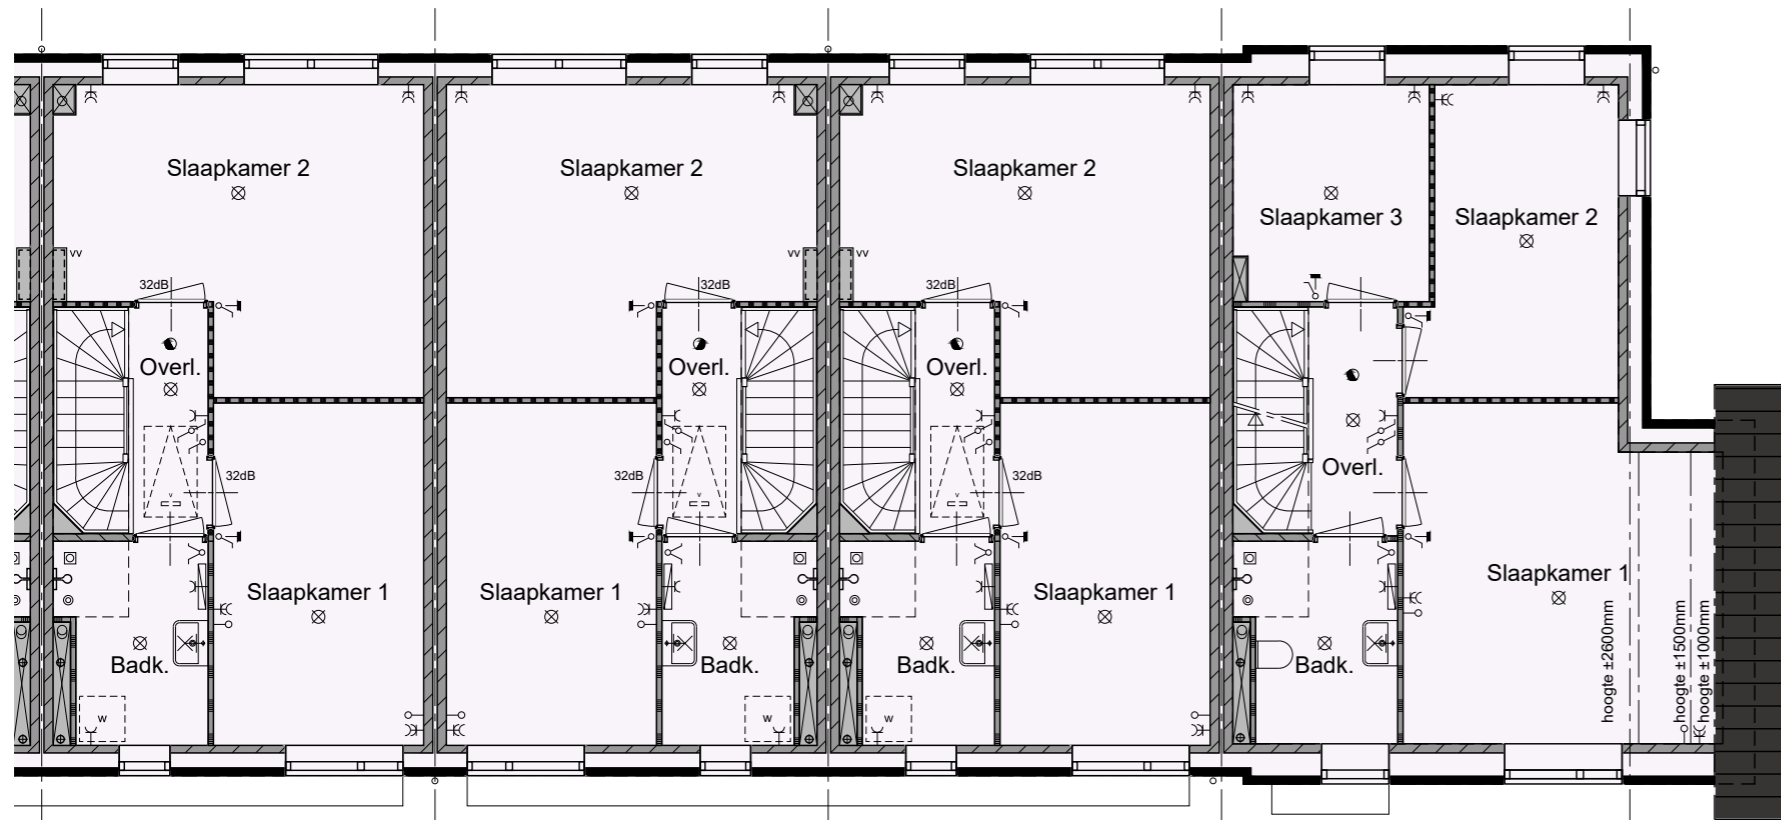 Slaapkamer 2
Slaapkamer 2
Slaapkamer 2
Slaapkamer 3
Slaapkamer 2
vv
vv
vv
32dB
32dB
32dB
Overl.
Overl.
Overl.
Overl.
32dB
32dB
32dB
v
v
v
Slaapkamer 1
Slaapkamer 1
Slaapkamer 1
Slaapkamer 1
Badk.
Badk.
Badk.
Badk.
hoogte ±2600mm
hoogte ±1500mm
hoogte ±1000mm
w
w
w